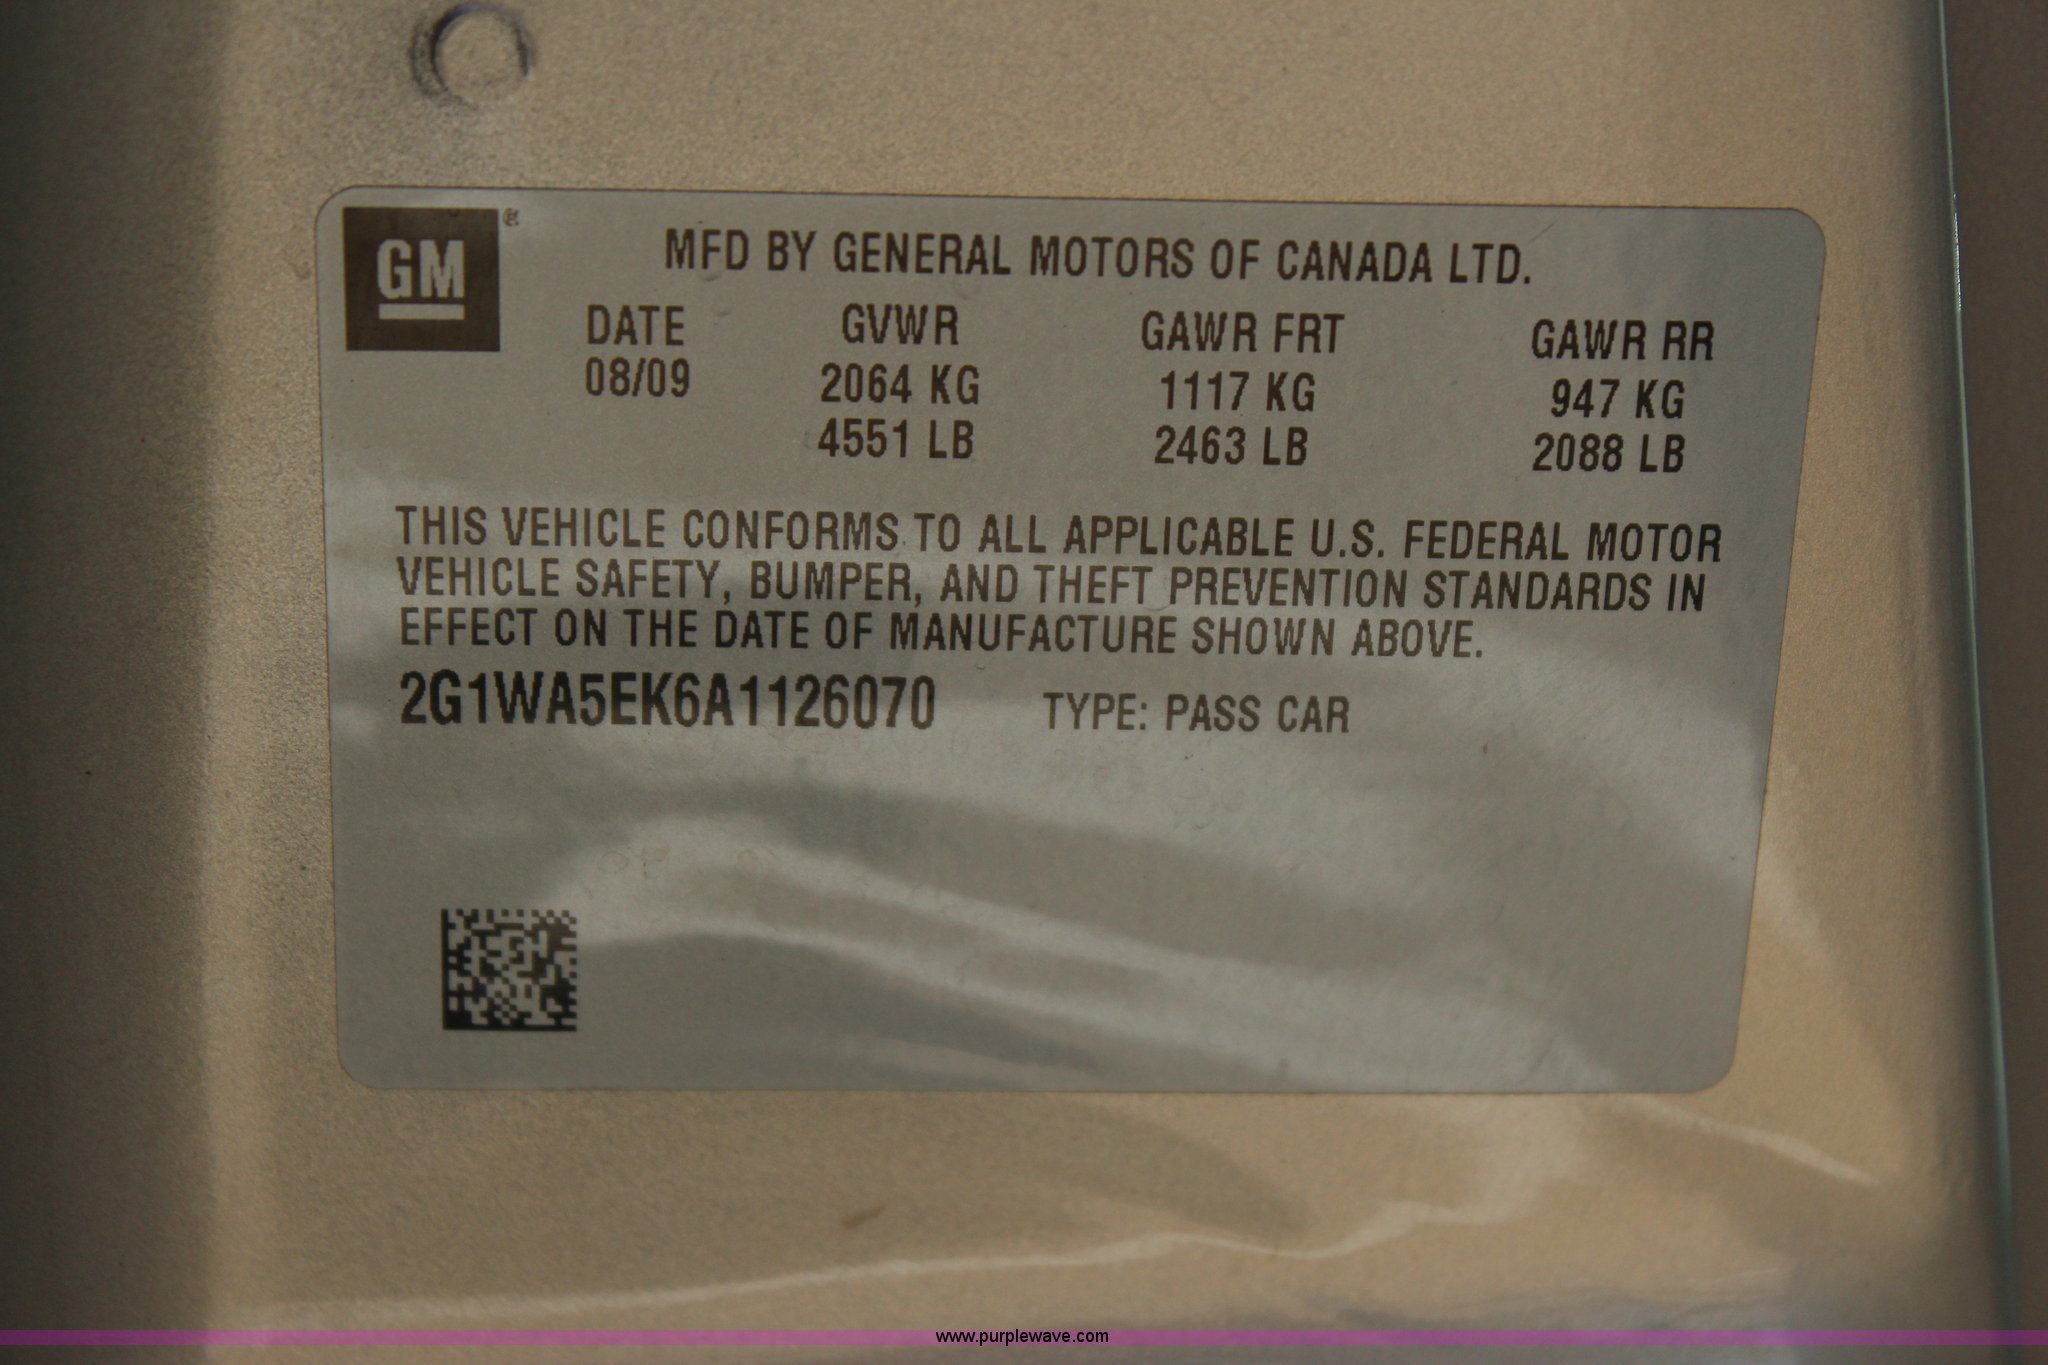 GM ®
MFD BY GENERAL MOTORS OF CANADA LTD.
DATE GVWR GAWR FRT GAWR RR
08/09 2064 KG 1117 KG 947 KG
4551 LB 2463 LB 2088 LB
THIS VEHICLE CONFORMS TO ALL APPLICABLE U.S. FEDERAL MOTOR
VEHICLE SAFETY, BUMPER, AND THEFT PREVENTION STANDARDS IN
EFFECT ON THE DATE OF MANUFACTURE SHOWN ABOVE.
2G1WA5EK6A1126070 TYPE: PASS CAR
www.purplewave.com